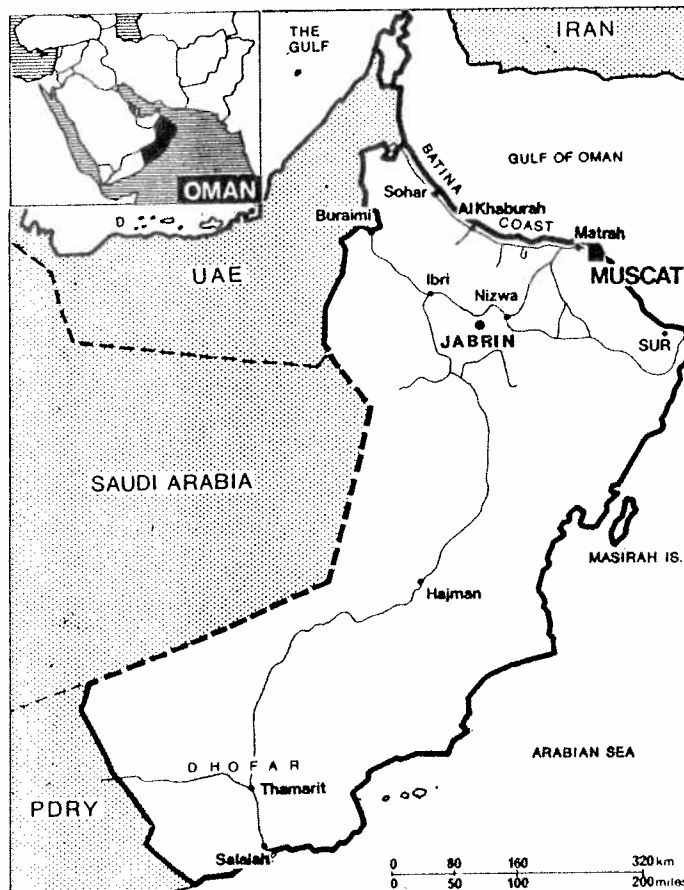 THE
GULF
IRAN
OMAN
GULF OF OMAN
BATINA
COAST
Sohar
Al Khaburah
Matrah
MUSCAT
Buraimi
D
UAE
Ibri
Nizwa
JABRIN
SUR
SAUDI ARABIA
MASIRAH IS.
Hajman
ARABIAN SEA
DHOFAR
Thamarit
PDRY
Salalah
0 80 160 320 km
0 50 100 200 miles